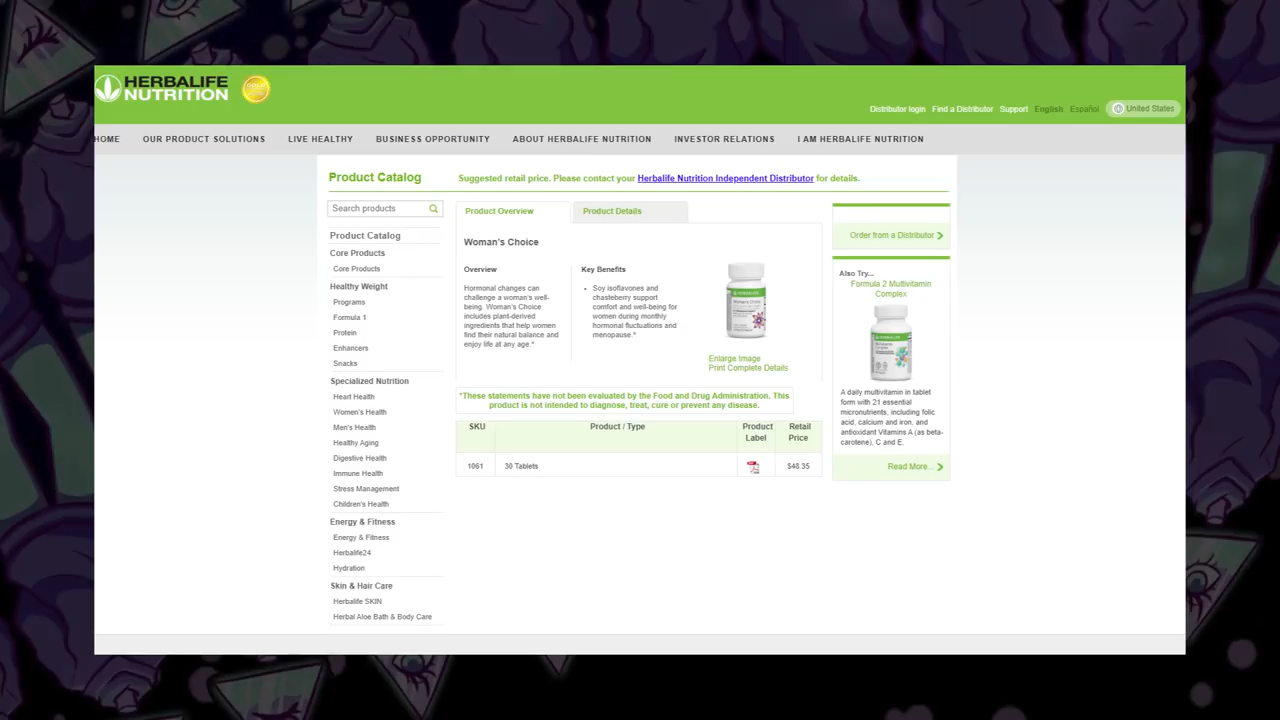 HERBALIFE
NUTRITION
Distributor login Find a Distributor Support English Español United States
HOME OUR PRODUCT SOLUTIONS LIVE HEALTHY BUSINESS OPPORTUNITY ABOUT HERBALIFE NUTRITION INVESTOR RELATIONS I AM HERBALIFE NUTRITION
Product Catalog
Suggested retail price. Please contact your Herbalife Nutrition Independent Distributor for details.
Search products
Product Catalog
Core Products
Core Products
Healthy Weight
Programs
Formula 1
Protein
Enhancers
Snacks
Specialized Nutrition
Heart Health
Women's Health
Men's Health
Healthy Aging
Digestive Health
Immune Health
Stress Management
Children's Health
Energy & Fitness
Energy & Fitness
Herbalife24
Hydration
Skin & Hair Care
Herbalife SKIN
Herbal Aloe Bath & Body Care
Product Overview Product Details
Woman's Choice
Overview
Hormonal changes can
challenge a woman's well-
being. Woman's Choice
includes plant-derived
ingredients that help women
find their natural balance and
enjoy life at any age.*
Key Benefits
• Soy isoflavones and
chasteberry support
comfort and well-being for
women during monthly
hormonal fluctuations and
menopause.*
Enlarge Image
Print Complete Details
*These statements have not been evaluated by the Food and Drug Administration. This
product is not intended to diagnose, treat, cure or prevent any disease.
SKU Product / Type Product Label Retail Price
1061 30 Tablets $48.35
Order from a Distributor
Also Try...
Formula 2 Multivitamin
Complex
A daily multivitamin in tablet
form with 21 essential
micronutrients, including folic
acid, calcium and iron, and
antioxidant Vitamins A (as beta-
carotene), C and E.
Read More...